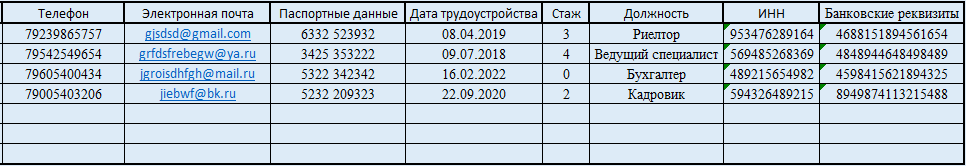 Телефон Электронная почта Паспортные данные Дата трудоустройства Стаж Должность ИНН Банковские реквизиты
79239865757 gjsdsd@gmail.com 6332 523932 08.04.2019 3 Риелтор 953476289164 4688151894561654
79542549654 grfdsfrebegw@ya.ru 3425 353222 09.07.2018 4 Ведущий специалист 569485268369 4848944648498489
79605400434 jgroisdhfgh@mail.ru 5322 342342 16.02.2022 0 Бухгалтер 489215654982 4598415621894325
79005403206 jiebwf@bk.ru 5232 209323 22.09.2020 2 Кадровик 594326489215 8949874113215488